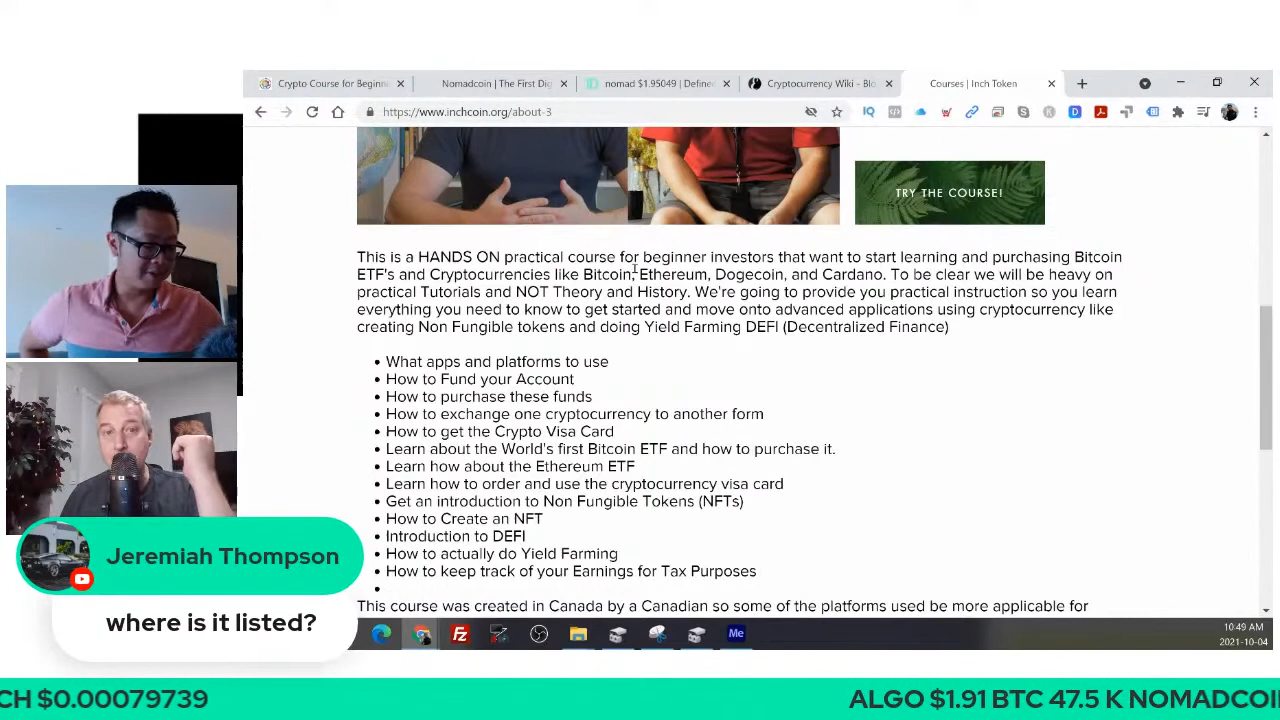 Crypto Course for Beginne
Nomadcoin | The First Dig
nomad $1.95049 | Define
Cryptocurrency Wiki - Blo
Courses | Inch Token
https://www.inchcoin.org/about-3
TRY THE COURSE!
This is a HANDS ON practical course for beginner investors that want to start learning and purchasing Bitcoin
ETF's and Cryptocurrencies like Bitcoin, Ethereum, Dogecoin, and Cardano. To be clear we will be heavy on
practical Tutorials and NOT Theory and History. We're going to provide you practical instruction so you learn
everything you need to know to get started and move onto advanced applications using cryptocurrency like
creating Non Fungible tokens and doing Yield Farming DEFI (Decentralized Finance)
• What apps and platforms to use
• How to Fund your Account
• How to purchase these funds
• How to exchange one cryptocurrency to another form
• How to get the Crypto Visa Card
• Learn about the World's first Bitcoin ETF and how to purchase it.
• Learn how about the Ethereum ETF
• Learn how to order and use the cryptocurrency visa card
• Get an introduction to Non Fungible Tokens (NFTs)
• How to Create an NFT
• Introduction to DEFI
• How to actually do Yield Farming
• How to keep track of your Earnings for Tax Purposes
•
This course was created in Canada by a Canadian so some of the platforms used be more applicable for
Jeremiah Thompson
where is it listed?
Fz
Me
10:49 AM
2021-10-04
CH $0.00079739
ALGO $1.91 BTC 47.5 K NOMADCOI